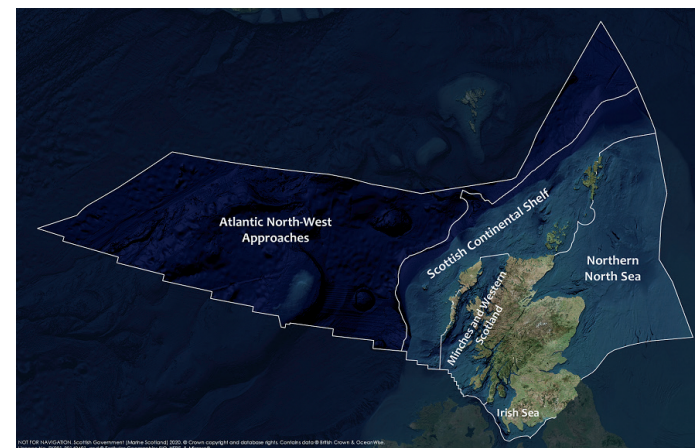 Atlantic North-West
Approaches
Scottish Continental Shelf
Northern
North Sea
Minches and Western
Scotland
Irish Sea
NOT FOR NAVIGATION. Scottish Government (Marine Scotland) 2020. © Crown copyright and database rights. Contains data © British Crown & OceanWise.